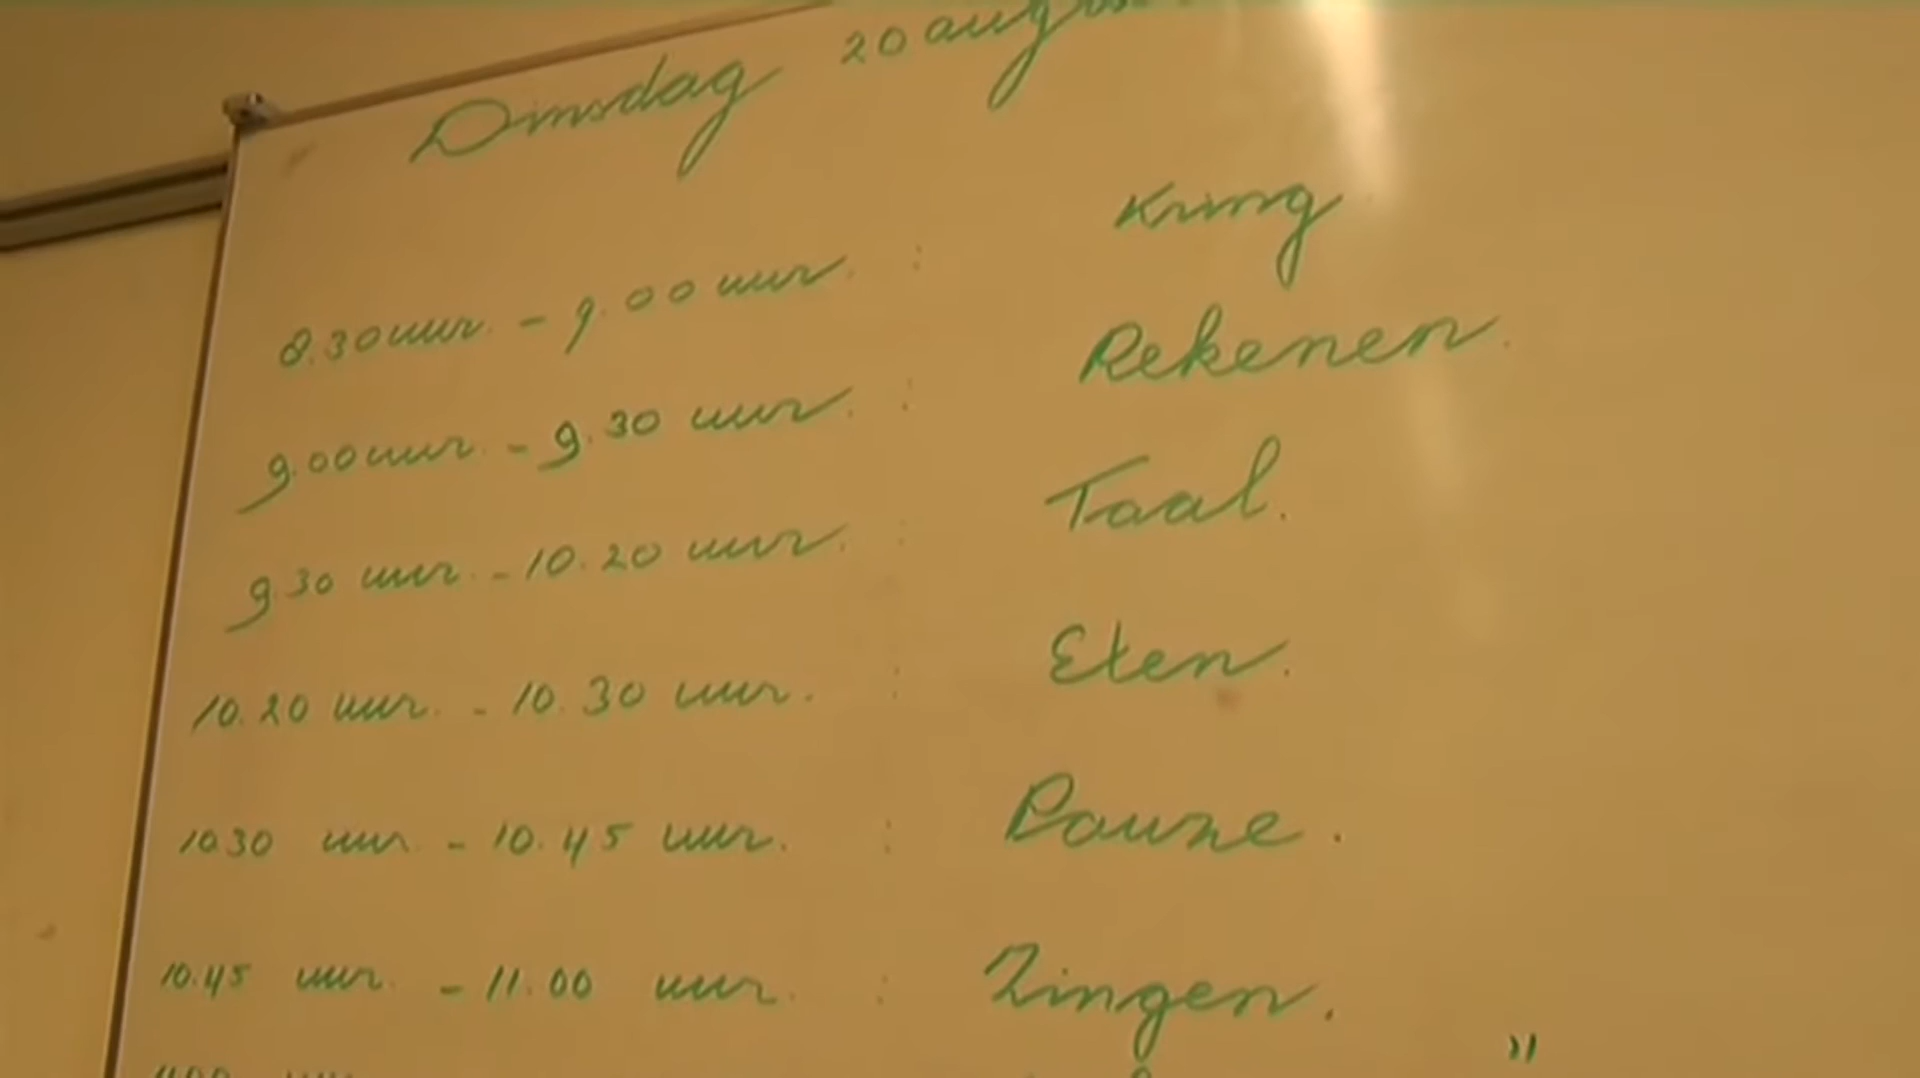 Dinsdag 20 augus
8.30 uur. - 9.00 uur. : Kring
9.00 uur. - 9.30 uur. : Rekenen.
9.30 uur. - 10.20 uur. : Taal.
10.20 uur. - 10.30 uur. : Eten.
10.30 uur - 10.45 uur. : Pauze.
10.45 uur. - 11.00 uur. : Zingen.